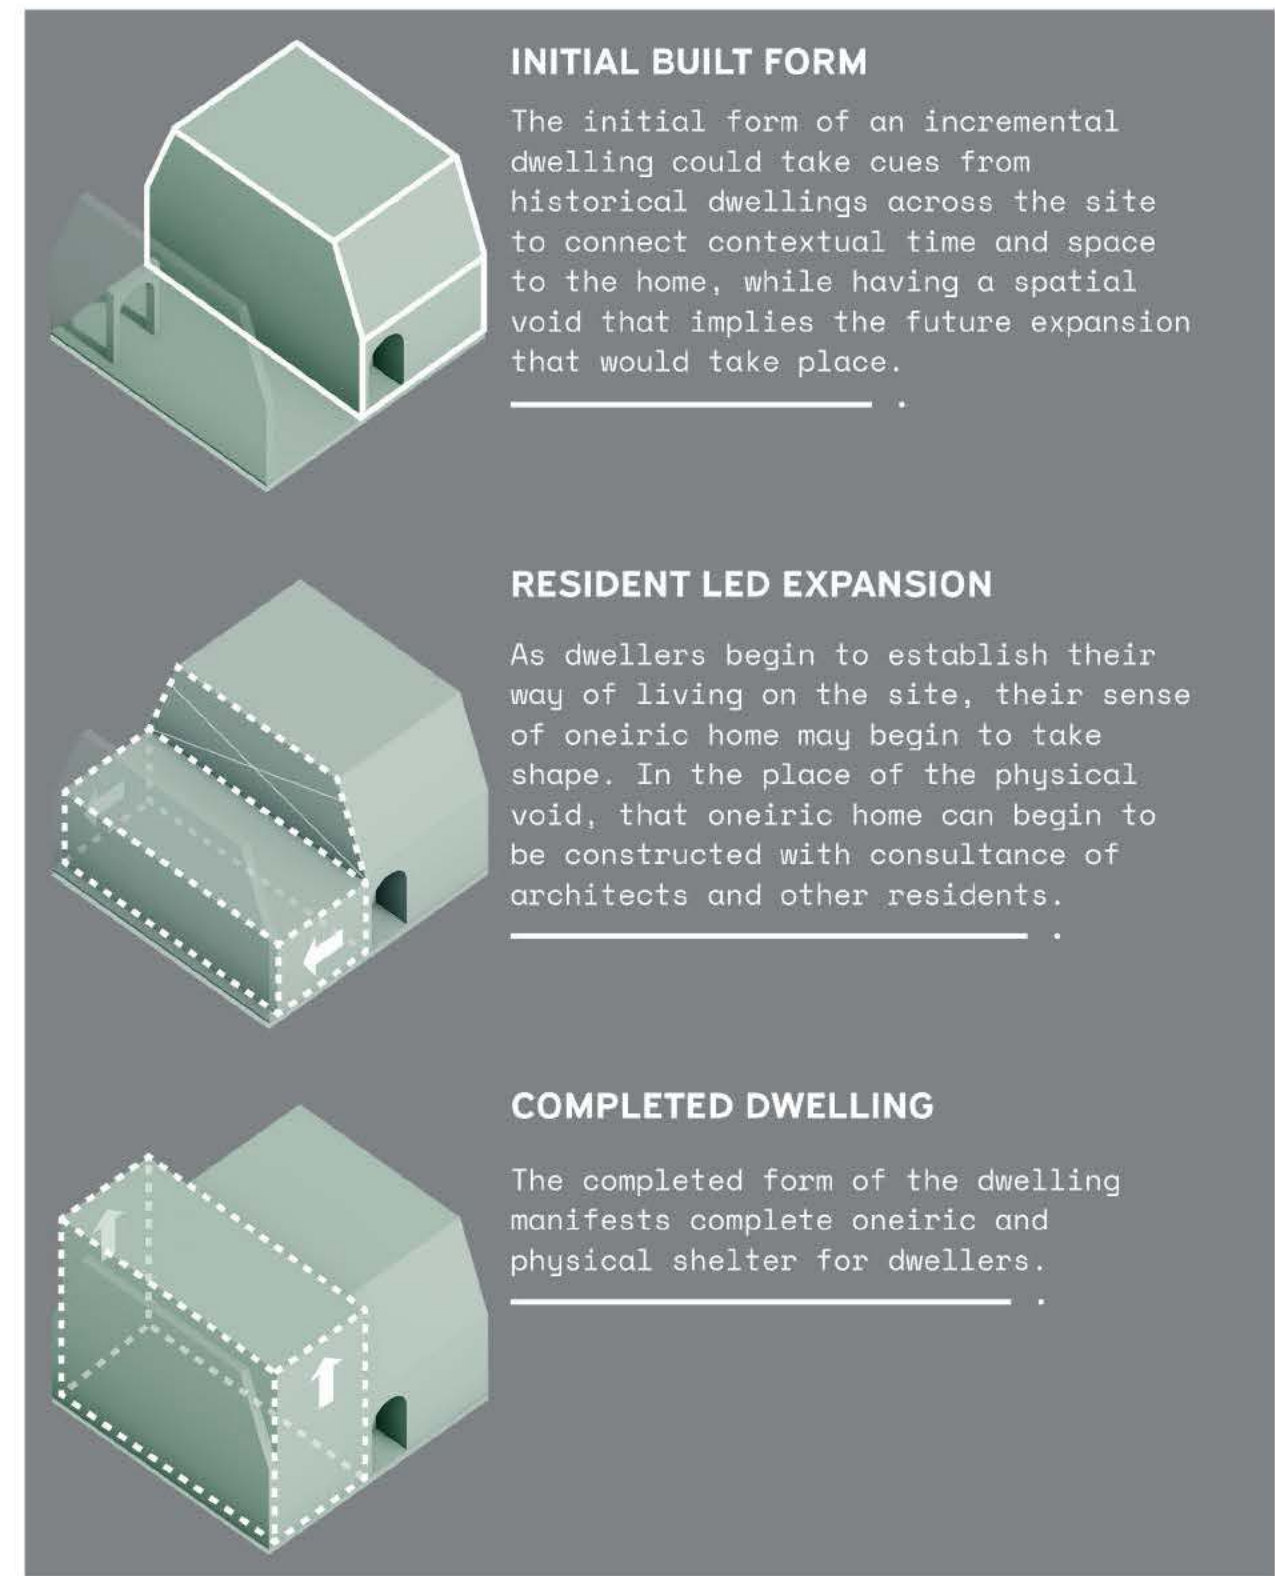 INITIAL BUILT FORM
The initial form of an incremental
dwelling could take cues from
historical dwellings across the site
to connect contextual time and space
to the home, while having a spatial
void that implies the future expansion
that would take place.
RESIDENT LED EXPANSION
As dwellers begin to establish their
way of living on the site, their sense
of oneiric home may begin to take
shape. In the place of the physical
void, that oneiric home can begin to
be constructed with consultance of
architects and other residents.
COMPLETED DWELLING
The completed form of the dwelling
manifests complete oneiric and
physical shelter for dwellers.